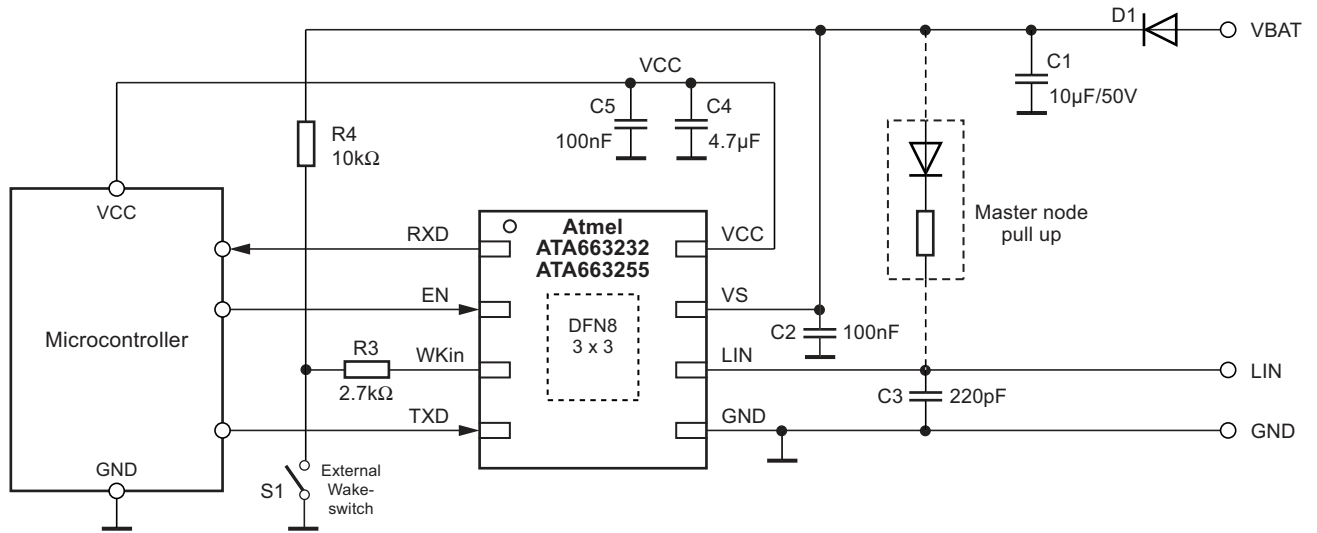 D1
VBAT
C1
10µF/50V
VCC
C5
100nF
C4
4.7µF
R4
10kΩ
Master node
pull up
VCC
Microcontroller
GND
RXD
EN
R3
2.7kΩ
WKin
TXD
S1
External
Wake-
switch
Atmel
ATA663232
ATA663255
DFN8
3 x 3
VCC
VS
C2
100nF
LIN
C3
220pF
GND
LIN
GND